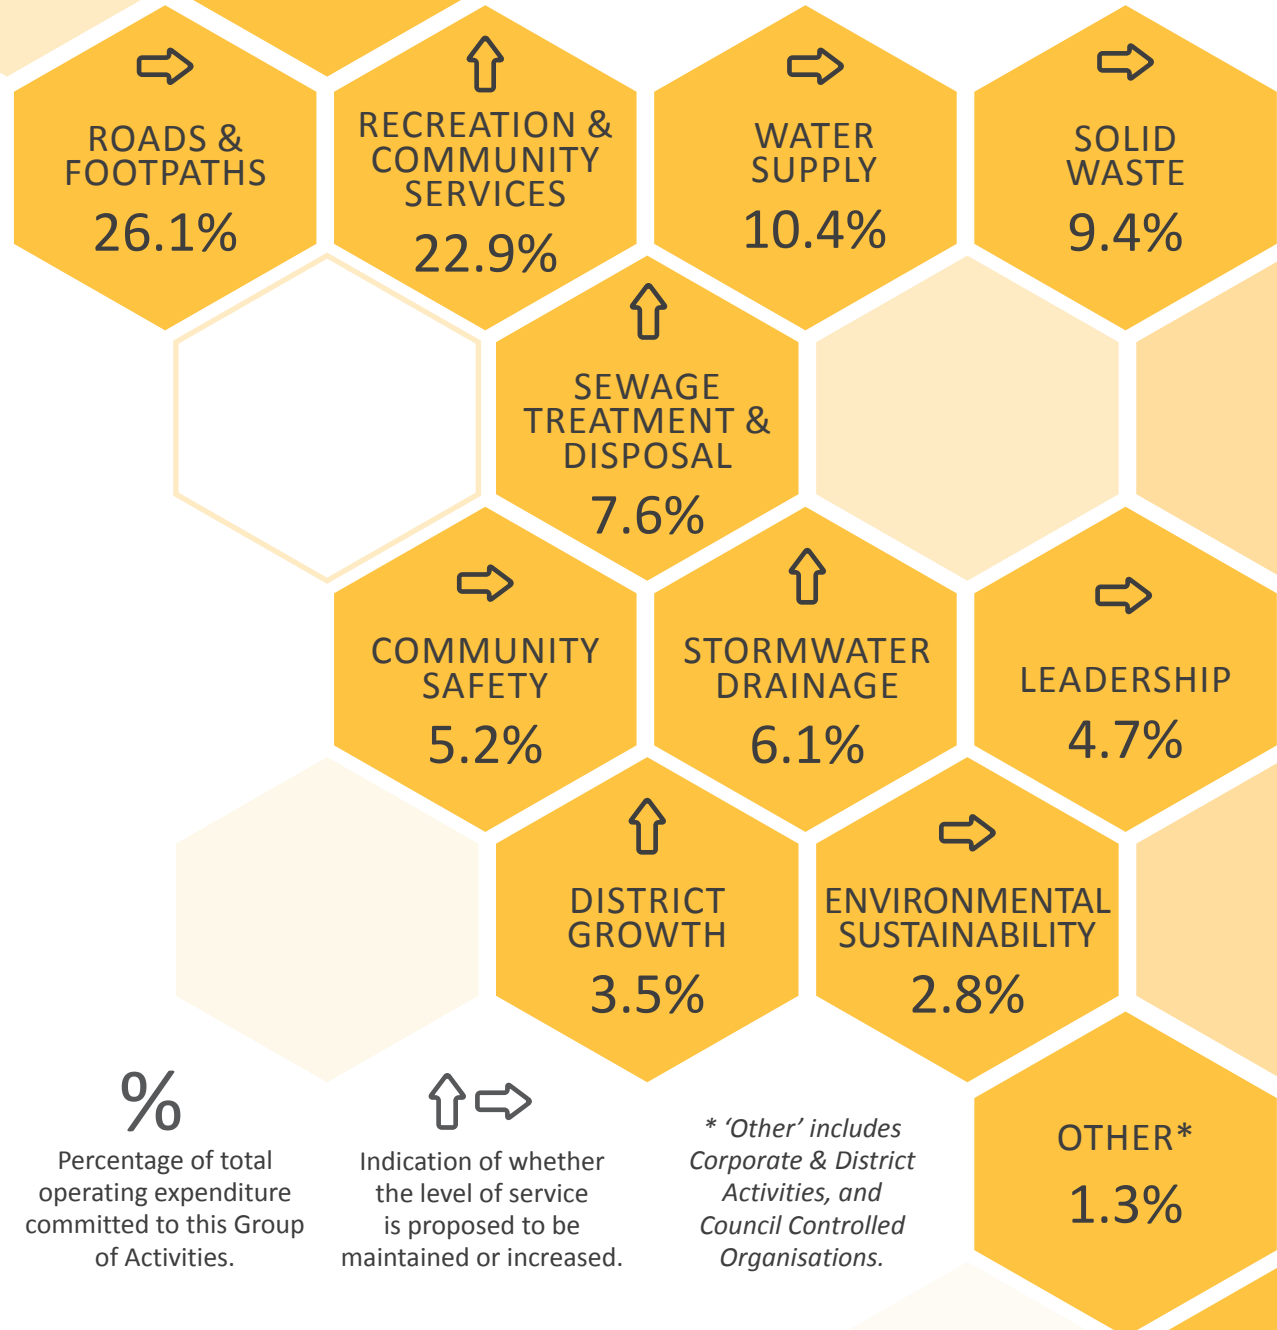 ROADS &
FOOTPATHS
26.1%
RECREATION &
COMMUNITY
SERVICES
22.9%
WATER
SUPPLY
10.4%
SOLID
WASTE
9.4%
SEWAGE
TREATMENT &
DISPOSAL
7.6%
COMMUNITY
SAFETY
5.2%
STORMWATER
DRAINAGE
6.1%
LEADERSHIP
4.7%
DISTRICT
GROWTH
3.5%
ENVIRONMENTAL
SUSTAINABILITY
2.8%
OTHER*
1.3%
%
Percentage of total
operating expenditure
committed to this Group
of Activities.
Indication of whether
the level of service
is proposed to be
maintained or increased.
* ‘Other’ includes
Corporate & District
Activities, and
Council Controlled
Organisations.